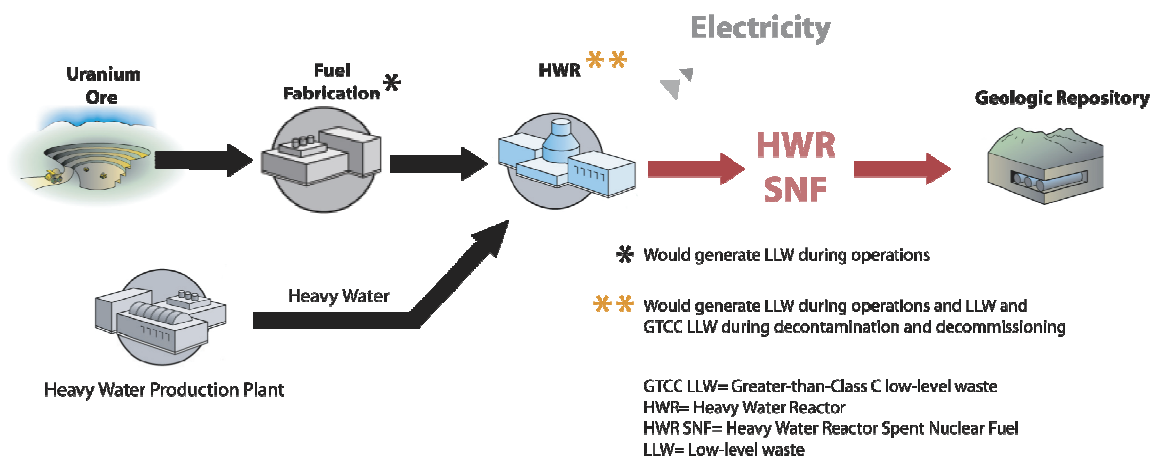 Electricity
Uranium
Ore
Fuel
Fabrication*
HWR**
Geologic Repository
HWR
SNF
* Would generate LLW during operations
Heavy Water
** Would generate LLW during operations and LLW and
GTCC LLW during decontamination and decommissioning
Heavy Water Production Plant
GTCC LLW= Greater-than-Class C low-level waste
HWR= Heavy Water Reactor
HWR SNF= Heavy Water Reactor Spent Nuclear Fuel
LLW= Low-level waste